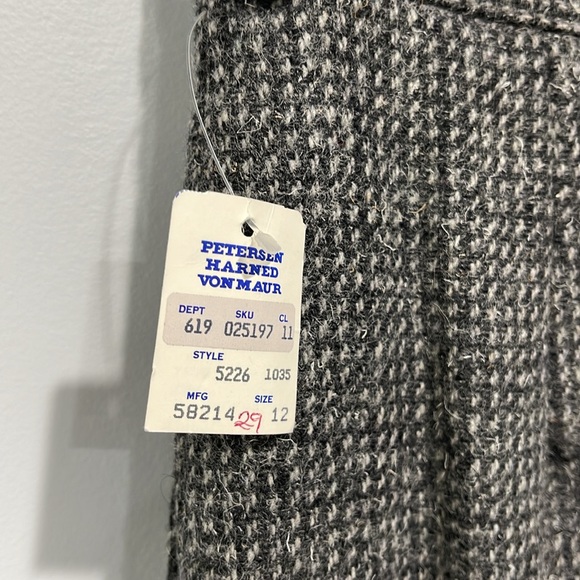 PETERSEN
HARNED
VON MAUR
DEPT SKU CL
619 025197 11
STYLE
5226 1035
MFG SIZE
58214 29 12